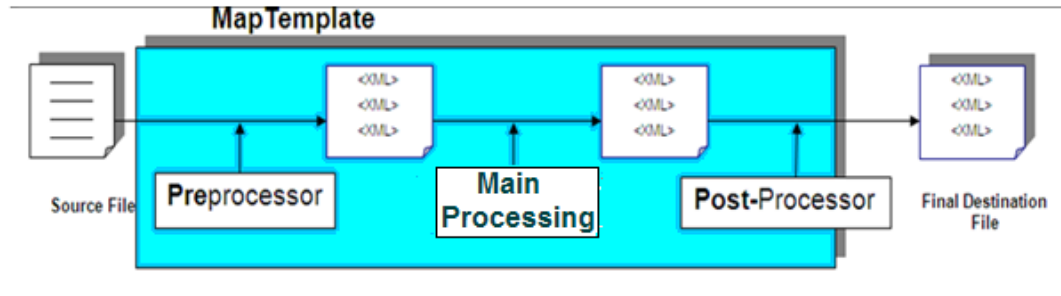 MapTemplate
<XML>
<XML>
<XML>
<XML>
<XML>
<XML>
<XML>
<XML>
<XML>
Source File
Preprocessor
Main
Processing
Post-Processor
Final Destination
File